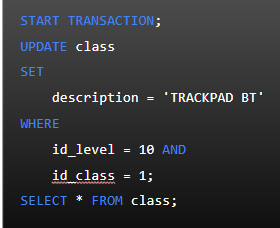 START TRANSACTION;
UPDATE class
SET
description = 'TRACKPAD BT'
WHERE
id_level = 10 AND
id_class = 1;
SELECT * FROM class;